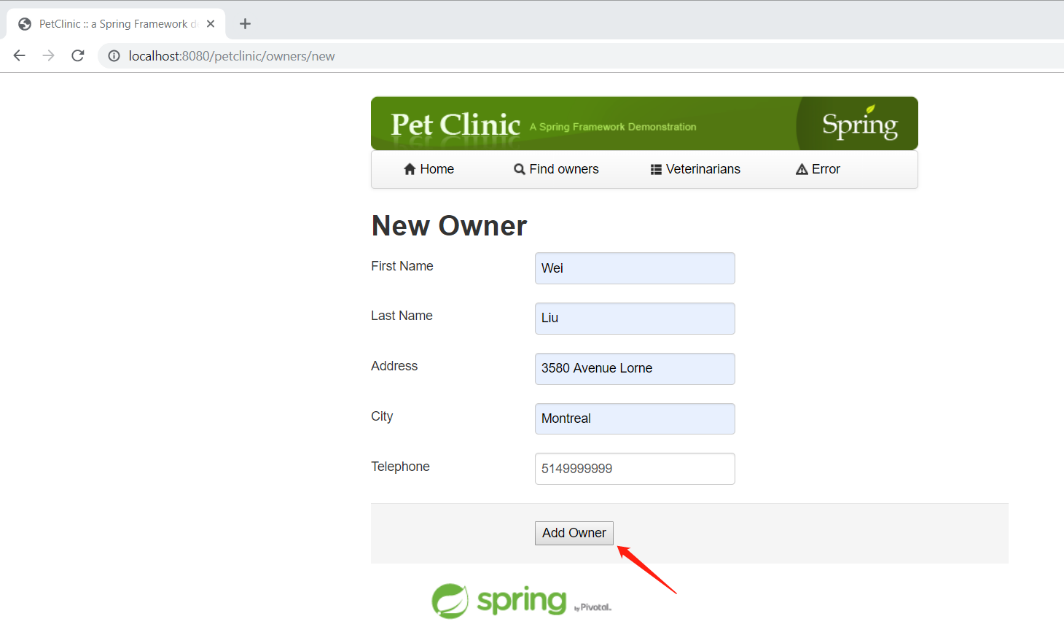 PetClinic :: a Spring Framework d
localhost:8080/petclinic/owners/new
Pet Clinic A Spring Framework Demonstration Spring
Home Find owners Veterinarians Error
New Owner
First Name Wei
Last Name Liu
Address 3580 Avenue Lorne
City Montreal
Telephone 5149999999
Add Owner
spring by Pivotal.